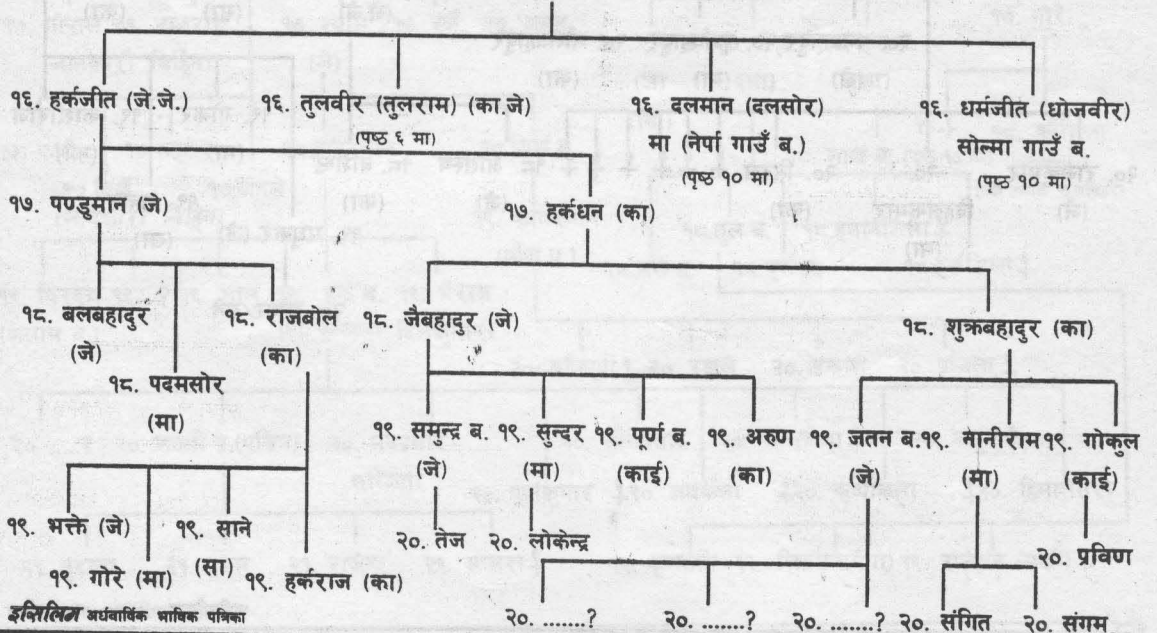 १६. हर्कजीत (जे.जे.) १६. तुलवीर (तुलराम) (का.जे) १६. दलमान (दलसोर) १६. धर्मजीत (धोजवीर)
(पृष्ठ ६ मा) मा (नेर्पा गाउँ ब.) सोल्मा गाउँ ब.
(पृष्ठ १० मा) (पृष्ठ १० मा)
१७. पण्डुमान (जे) १७. हर्कधन (का)
१८. बलबहादुर १८. राजबोल १८. जैबहादुर (जे) १८. शुक्रबहादुर (का)
(जे) (का)
१८. पदमसोर
(मा)
१९. समुन्द्र ब. १९. सुन्दर १९. पूर्ण ब. १९. अरुण १९. जतन ब. १९. मानीराम १९. गोकुल
(जे) (मा) (काई) (का) (जे) (मा) (काई)
१९. भक्ते (जे) १९. साने
(सा)
१९. गोरे (मा) १९. हर्कराज (का)
२०. तेज २०. लोकेन्द्र २०. प्रविण
२०. ........? २०. ........? २०. ........? २०. संगित २०. संगम
इसिलिम अर्धवार्षिक भाषिक पत्रिका